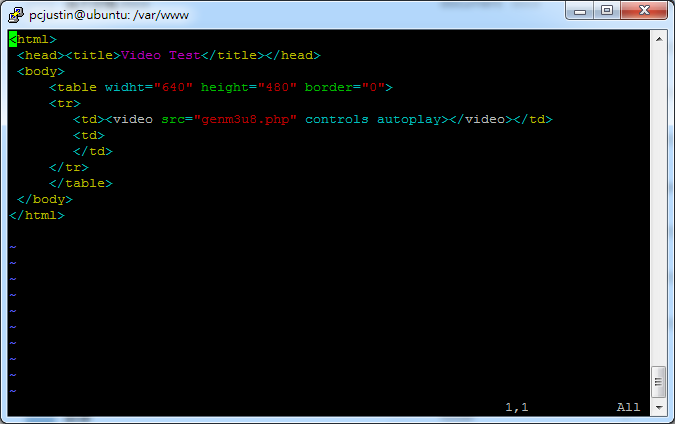 pcjustin@ubuntu: /var/www
<html>
<head><title>Video Test</title></head>
<body>
<table widht="640" height="480" border="0">
<tr>
<td><video src="genm3u8.php" controls autoplay></video></td>
<td>
</td>
</tr>
</table>
</body>
</html>
~
~
~
~
~
~
~
~
~
~
1,1 All